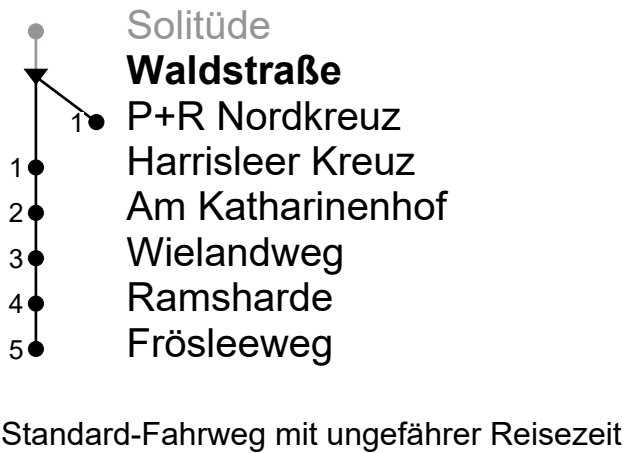 Solitüde
Waldstraße
1 P+R Nordkreuz
1 Harrisleer Kreuz
2 Am Katharinenhof
3 Wielandweg
4 Ramsharde
5 Frösleeweg
Standard-Fahrweg mit ungefährer Reisezeit